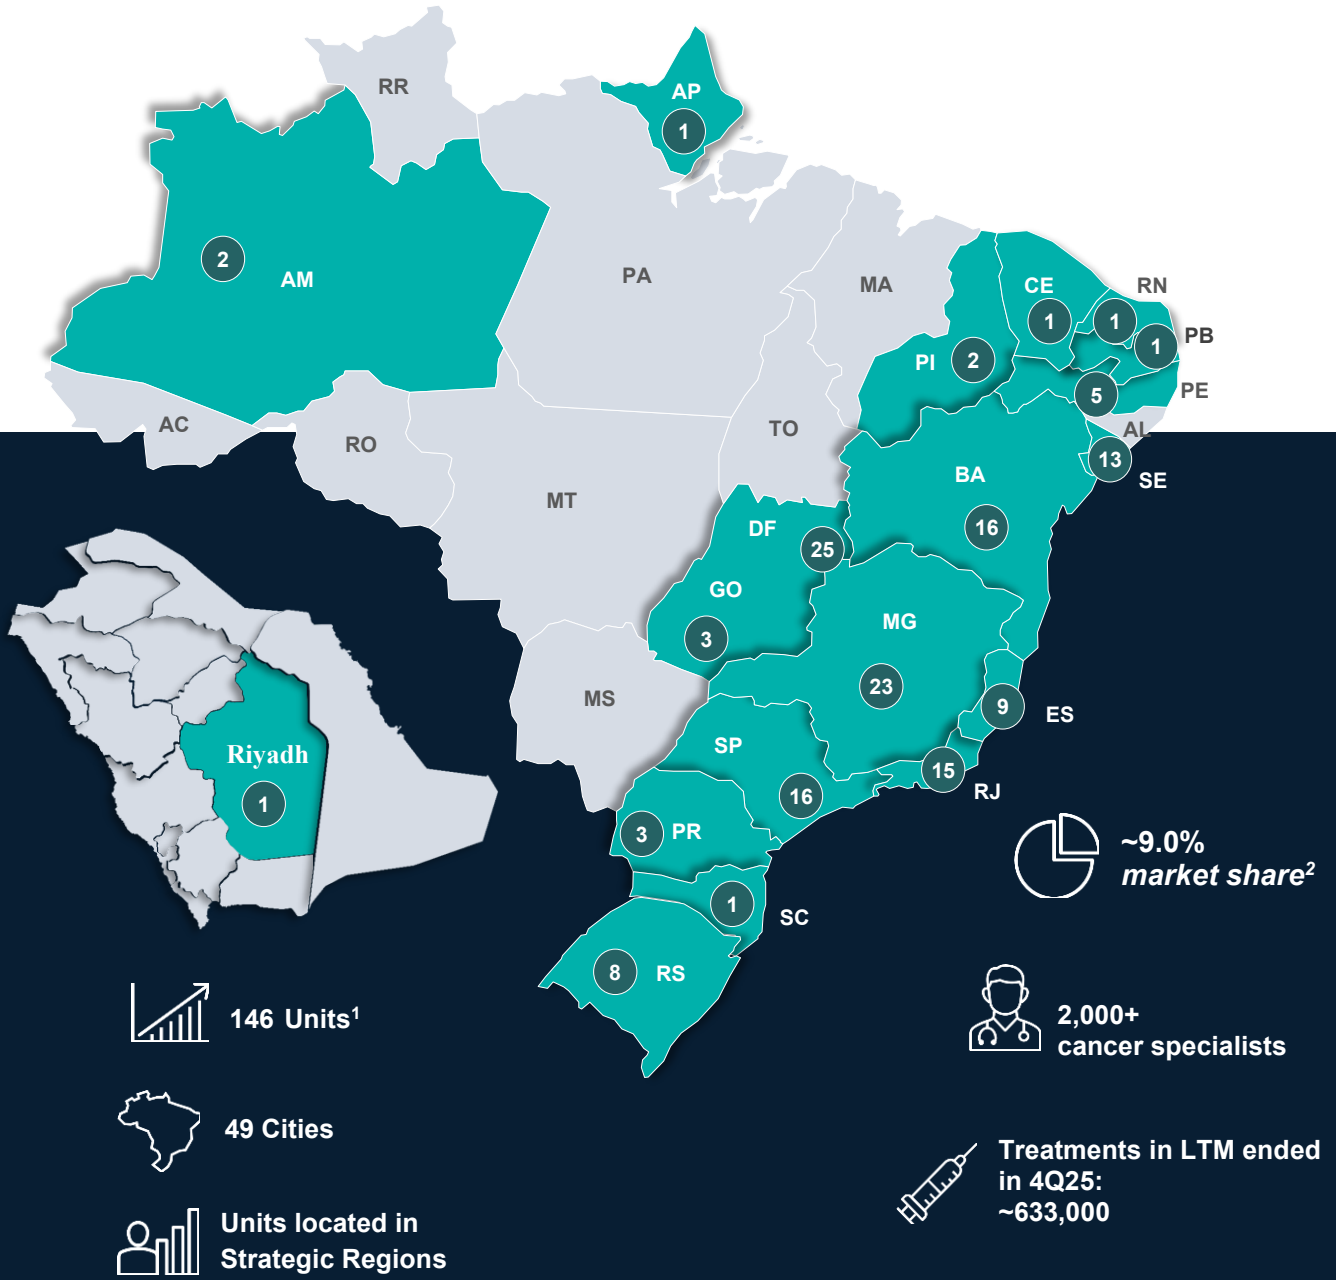 RR
AP
1
2
AM
PA
MA
CE
1
RN
1
PB
1
PI
2
PE
5
AC
RO
TO
AL
13
SE
BA
16
MT
DF
25
GO
3
MG
23
MS
9
ES
SP
16
15
RJ
Riyadh
1
3
PR
1
SC
8
RS
~9.0%
market share²
146 Units¹
2,000+
cancer specialists
49 Cities
Treatments in LTM ended
in 4Q25:
~633,000
Units located in
Strategic Regions